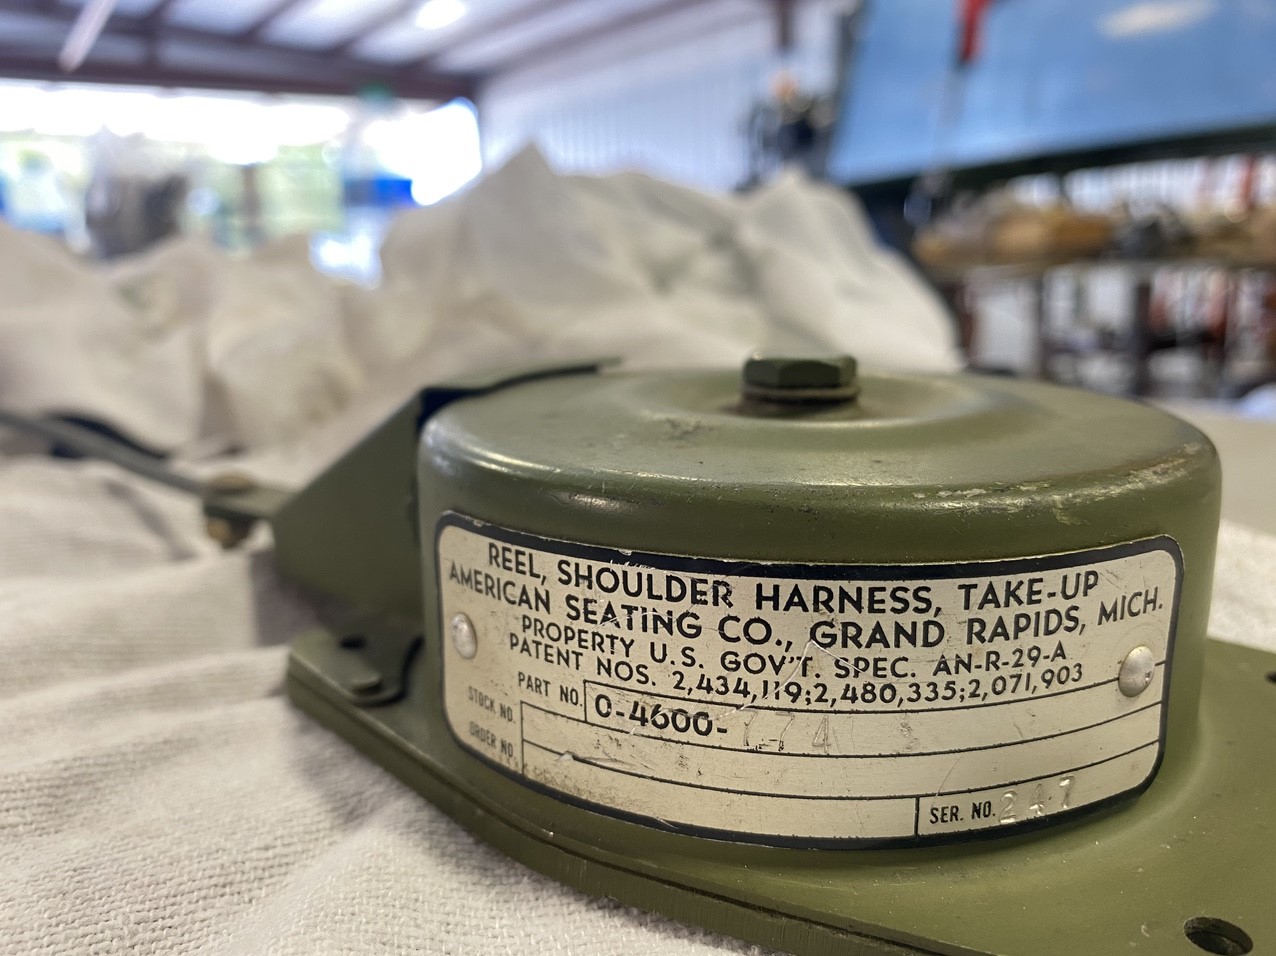 REEL, SHOULDER HARNESS, TAKE-UP
AMERICAN SEATING CO., GRAND RAPIDS, MICH.
PROPERTY U.S. GOV'T. SPEC. AN-R-29-A
PATENT NOS. 2,434,119;2,480,335;2,071,903
PART NO. 0-4600-
STOCK NO.
ORDER NO.
SER. NO. 247